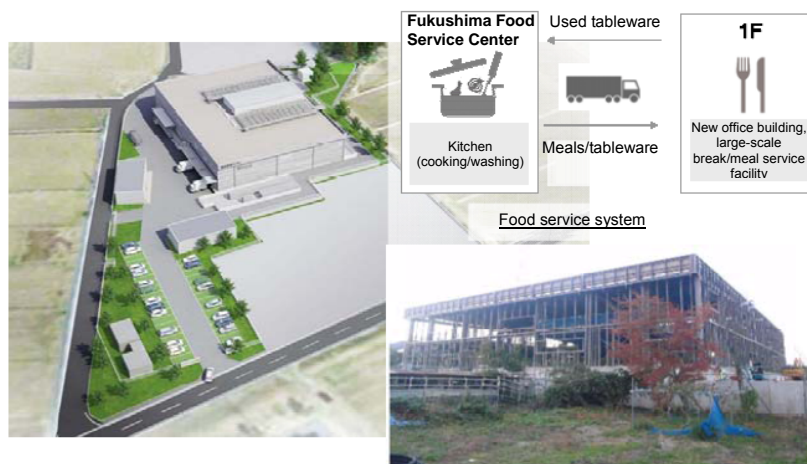 Fukushima Food
Service Center
Used tableware
1F
Kitchen
(cooking/washing)
Meals/tableware
New office building,
large-scale
break/meal service
facility
Food service system